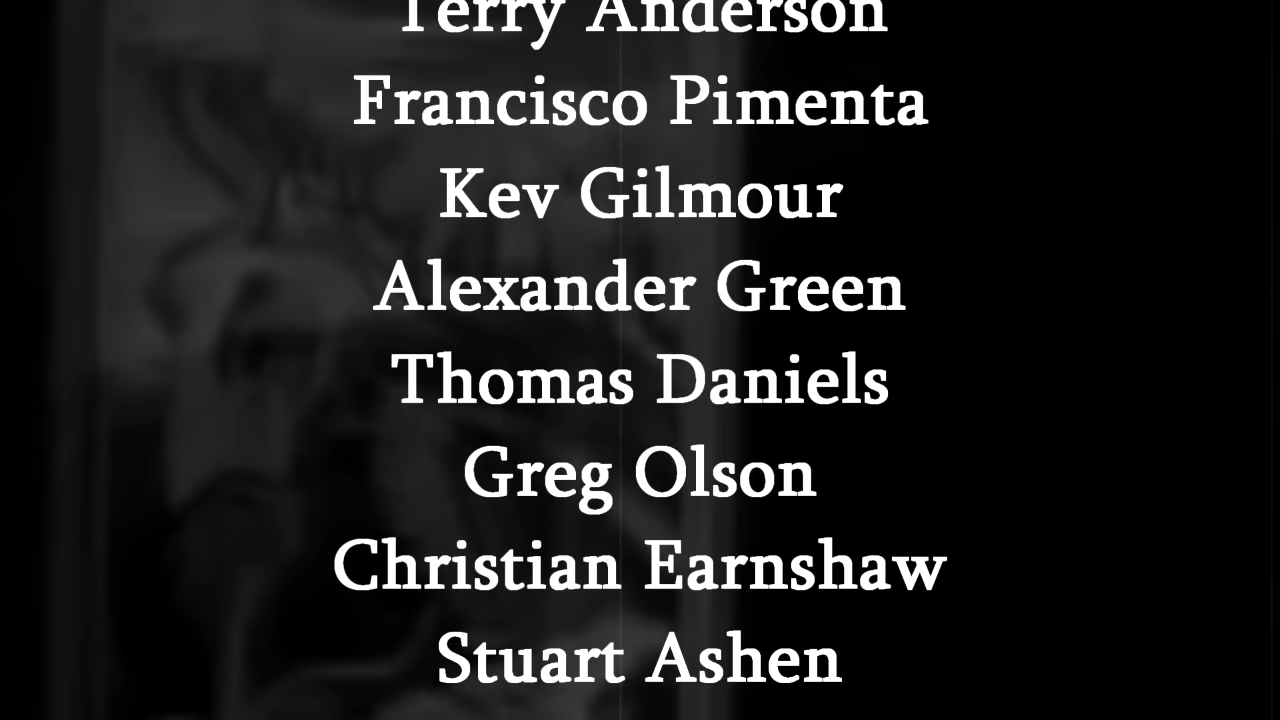 Terry Anderson
Francisco Pimenta
Kev Gilmour
Alexander Green
Thomas Daniels
Greg Olson
Christian Earnshaw
Stuart Ashen